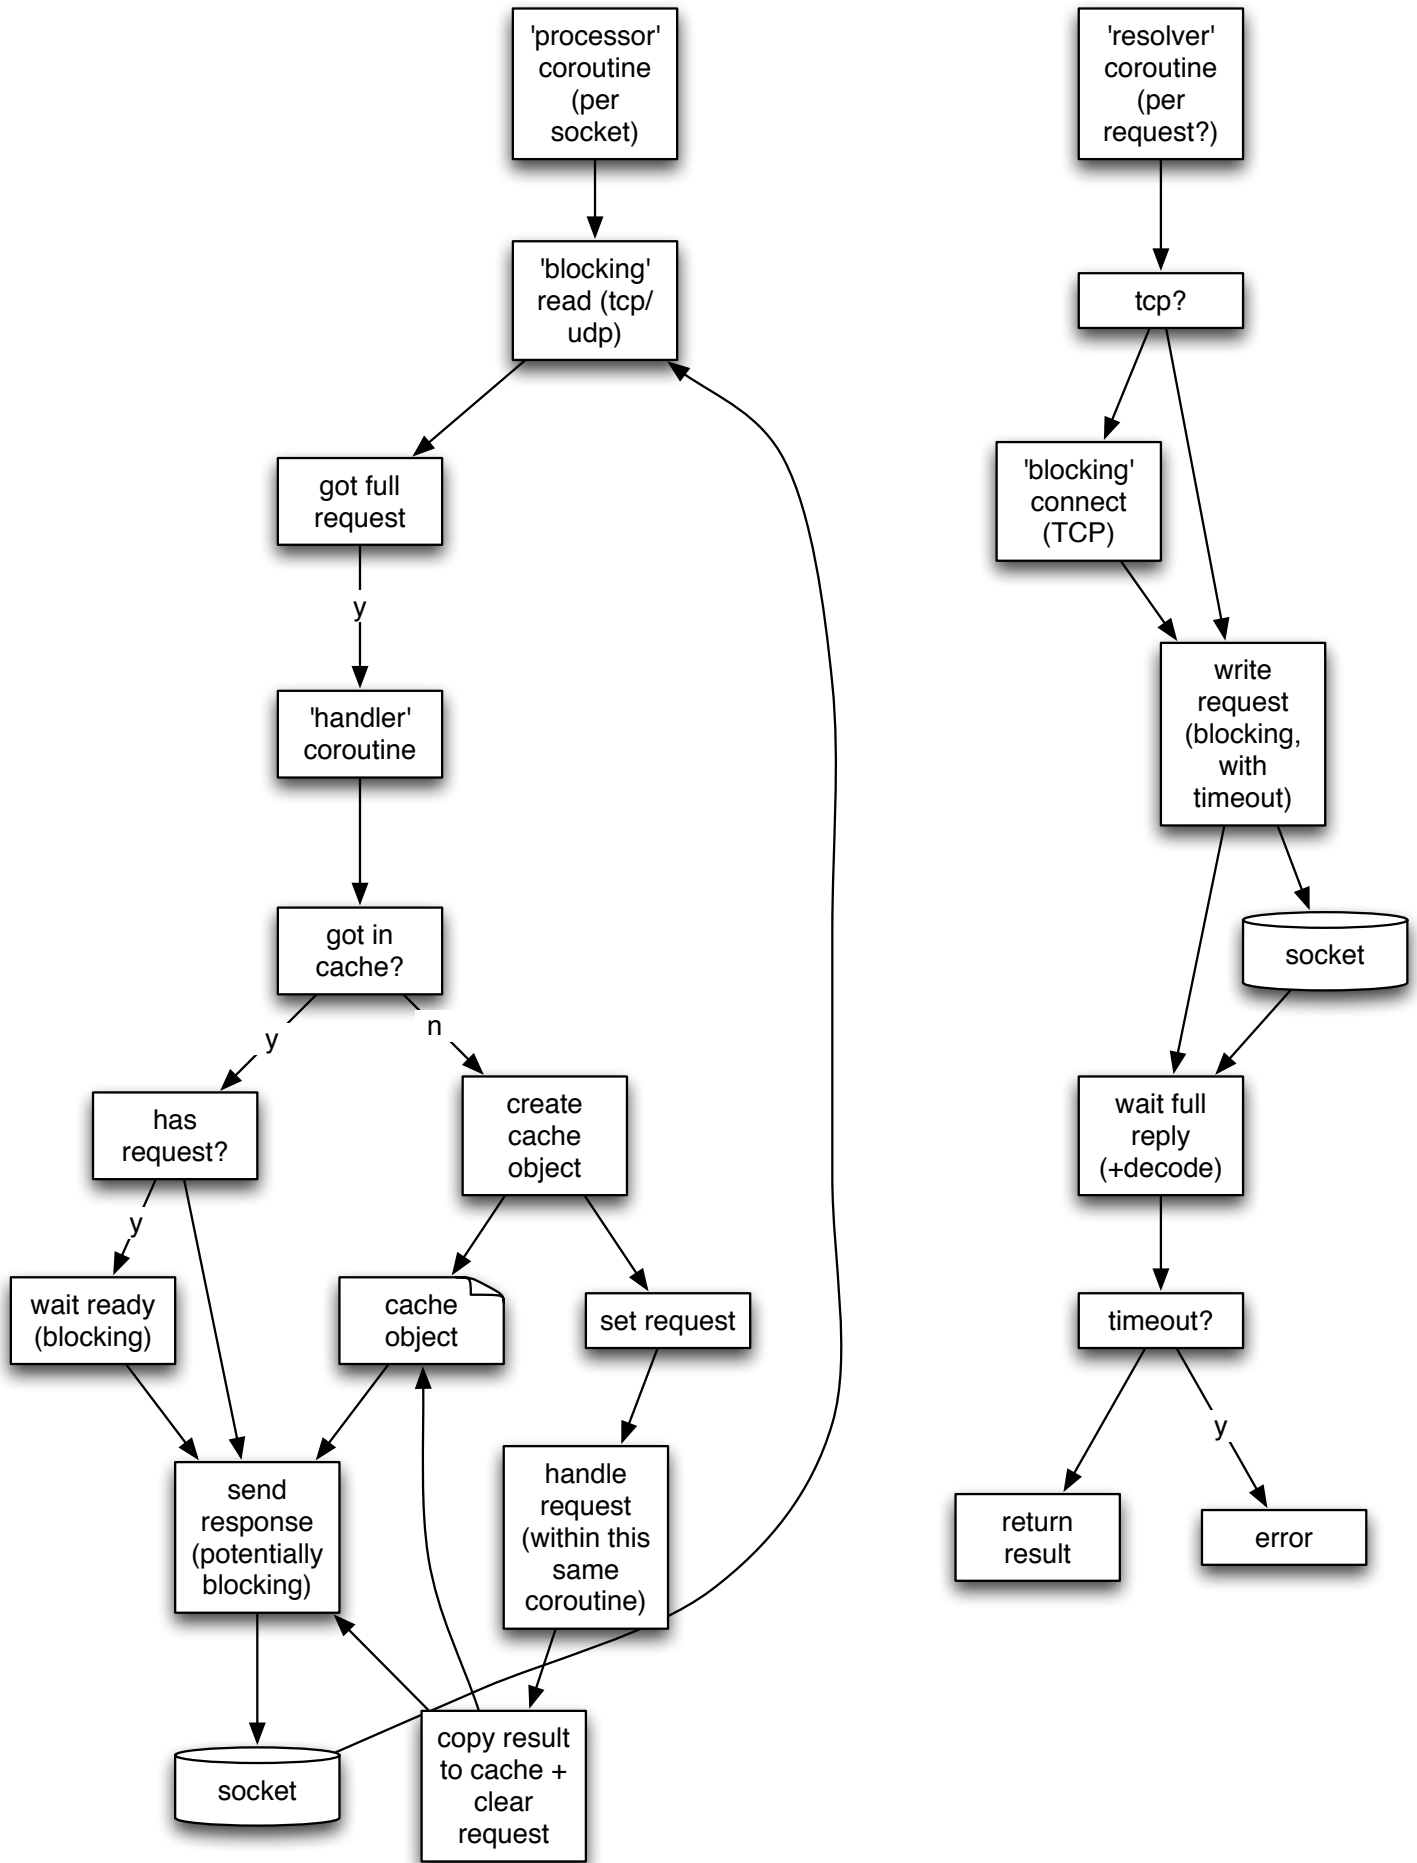 'processor'
coroutine
(per
socket)
'resolver'
coroutine
(per
request?)
'blocking'
read (tcp/
udp)
tcp?
'blocking'
connect
(TCP)
got full
request
y
write
request
(blocking,
with
timeout)
'handler'
coroutine
got in
cache?
socket
y
n
has
request?
create
cache
object
wait full
reply
(+decode)
y
wait ready
(blocking)
cache
object
set request
timeout?
y
send
response
(potentially
blocking)
handle
request
(within this
same
coroutine)
return
result
error
socket
copy result
to cache +
clear
request